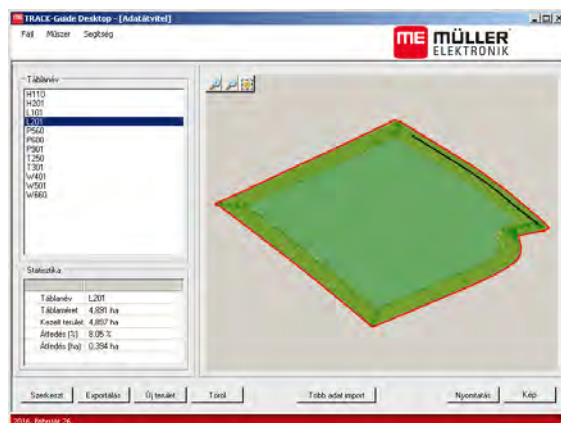 TRACK-Guide Desktop - [Adatátvitel]
Fájl Műszer Segítség
ME MÜLLER
ELEKTRONIK
Táblanév
H110
H201
L101
L201
P560
P600
P901
T250
T301
W401
W501
W660
Statisztika
Táblanév L201
Táblaméret 4,891 ha
Kezelt terület 4,897 ha
Átfedés (%) 8.05 %
Átfedés (ha) 0,394 ha
Szerkeszt Exportálás Új terület Töröl Több adat import Nyomtatás Kép
2016. február 26.